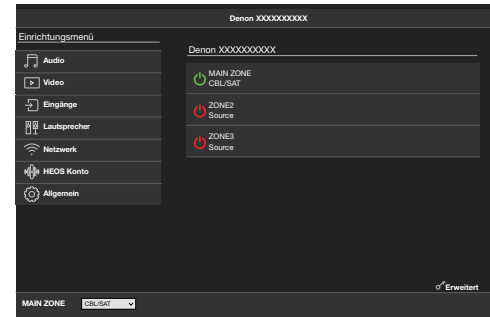 Denon XXXXXXXXXX
Einrichtungsmenü
Audio
Video
Eingänge
Lautsprecher
Netzwerk
HEOS Konto
Allgemein
Denon XXXXXXXXXX
MAIN ZONE
CBL/SAT
ZONE2
Source
ZONE3
Source
Erweitert
MAIN ZONE CBL/SAT